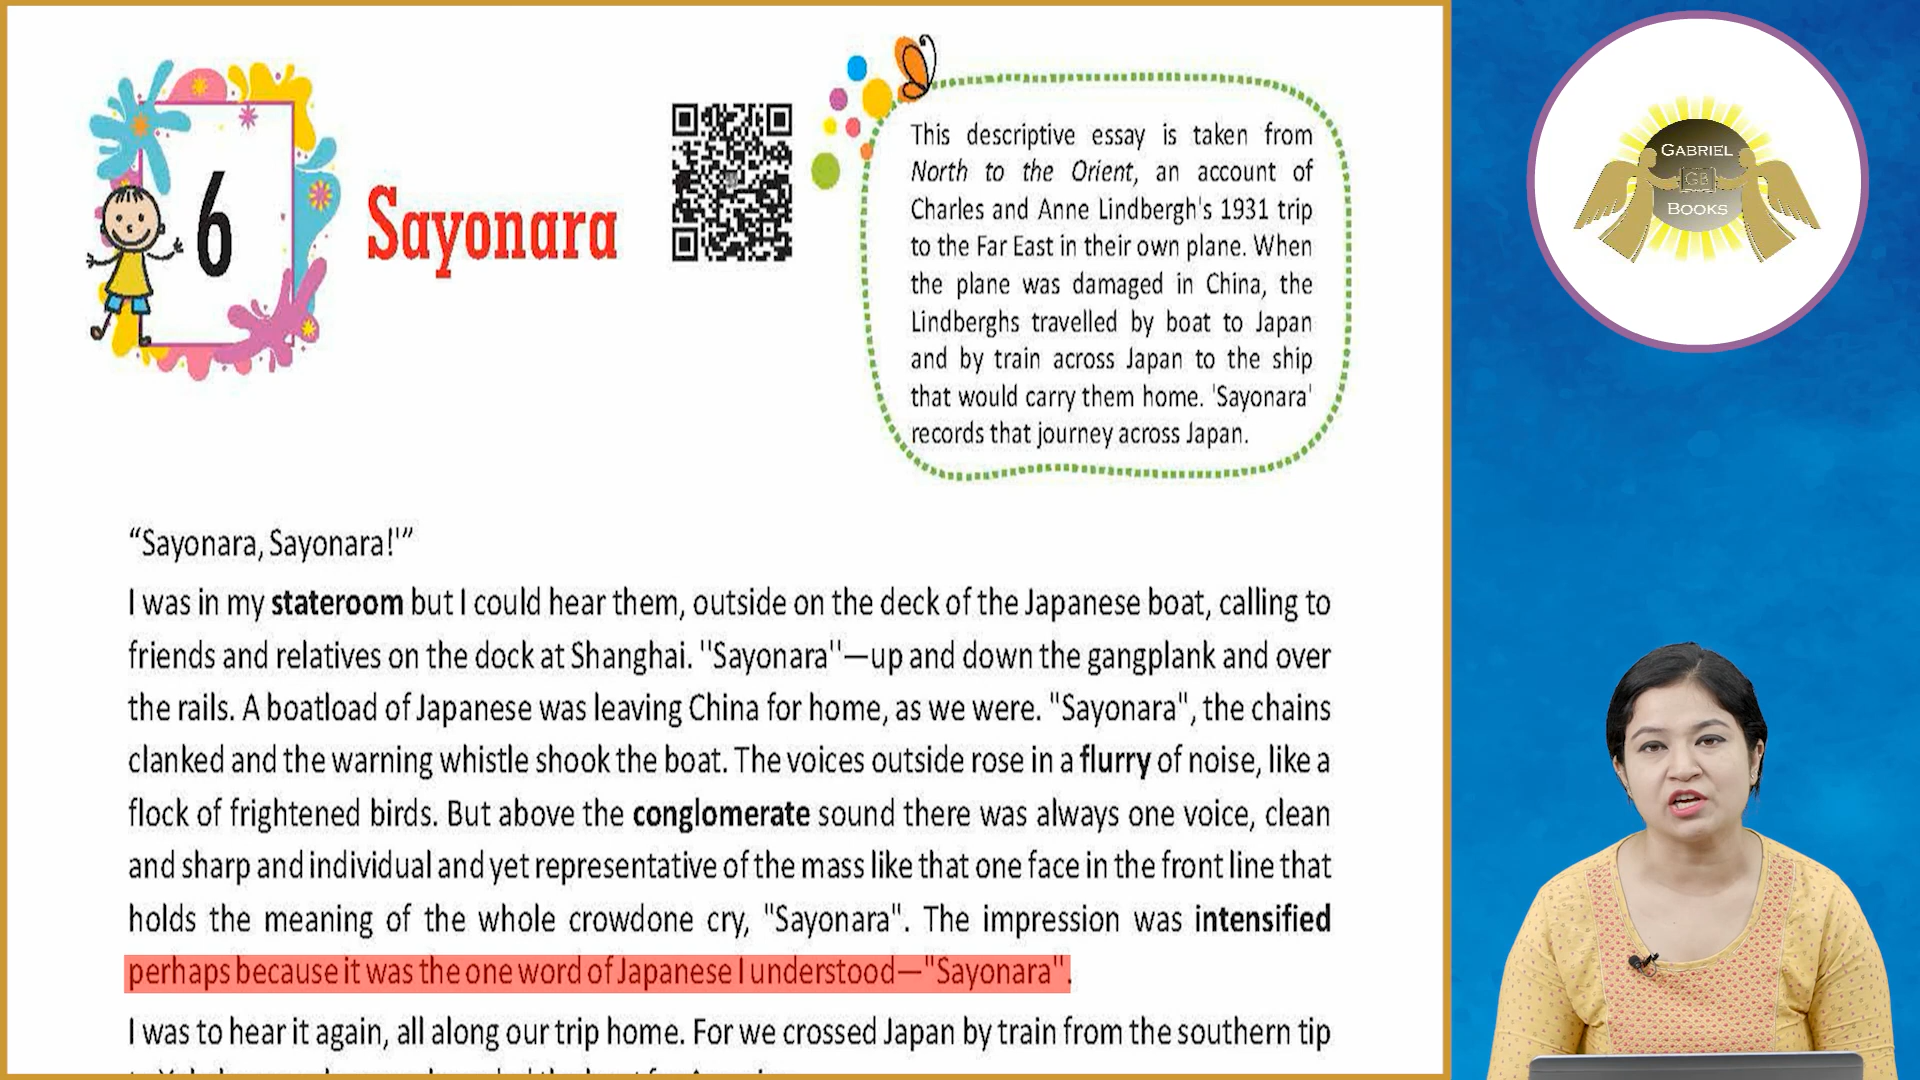 6
Sayonara
This descriptive essay is taken from
North to the Orient, an account of
Charles and Anne Lindbergh's 1931 trip
to the Far East in their own plane. When
the plane was damaged in China, the
Lindberghs travelled by boat to Japan
and by train across Japan to the ship
that would carry them home. 'Sayonara'
records that journey across Japan.
GABRIEL
GB
BOOKS
“Sayonara, Sayonara!'”
I was in my stateroom but I could hear them, outside on the deck of the Japanese boat, calling to
friends and relatives on the dock at Shanghai. ''Sayonara''—up and down the gangplank and over
the rails. A boatload of Japanese was leaving China for home, as we were. "Sayonara", the chains
clanked and the warning whistle shook the boat. The voices outside rose in a flurry of noise, like a
flock of frightened birds. But above the conglomerate sound there was always one voice, clean
and sharp and individual and yet representative of the mass like that one face in the front line that
holds the meaning of the whole crowdone cry, "Sayonara". The impression was intensified
perhaps because it was the one word of Japanese I understood—"Sayonara".
I was to hear it again, all along our trip home. For we crossed Japan by train from the southern tip